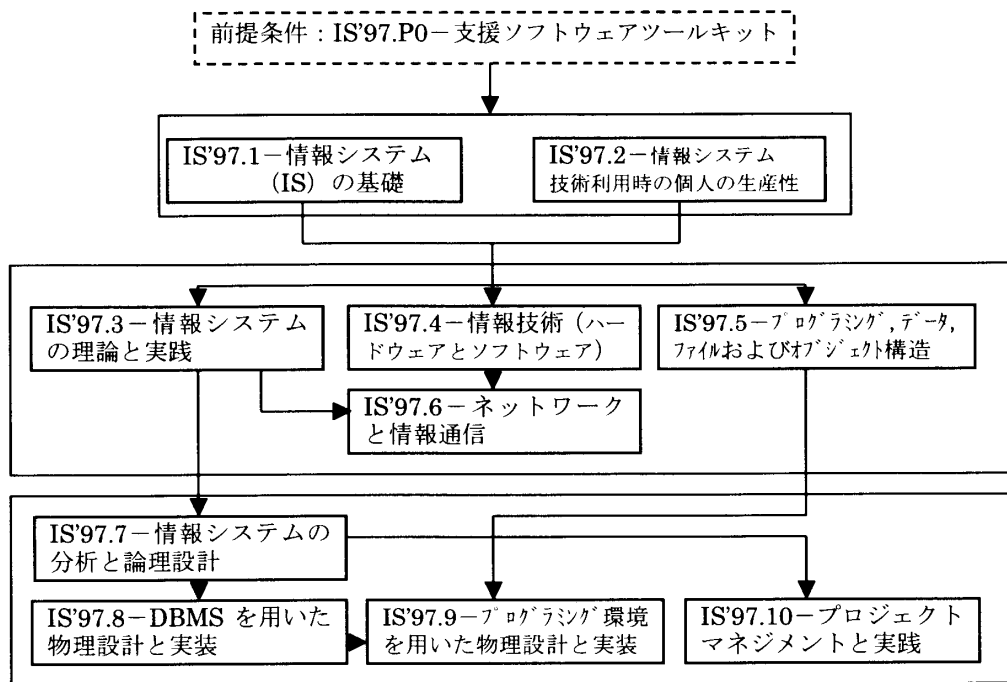 前提条件：IS'97.P0－支援ソフトウェアツールキット
IS'97.1－情報システム
（IS）の基礎
IS'97.2－情報システム
技術利用時の個人の生産性
IS'97.3－情報システム
の理論と実践
IS'97.4－情報技術（ハー
ドウェアとソフトウェア）
IS'97.5－ﾌﾟﾛｸﾞﾗﾐﾝｸﾞ,ﾃﾞｰﾀ,
ﾌｧｲﾙおよびｵﾌﾞｼﾞｪｸﾄ構造
IS'97.6－ネットワーク
と情報通信
IS'97.7－情報システムの
分析と論理設計
IS'97.8－DBMS を用いた
物理設計と実装
IS'97.9－ﾌﾟﾛｸﾞﾗﾐﾝｸﾞ環境
を用いた物理設計と実装
IS'97.10－プロジェクト
マネジメントと実践